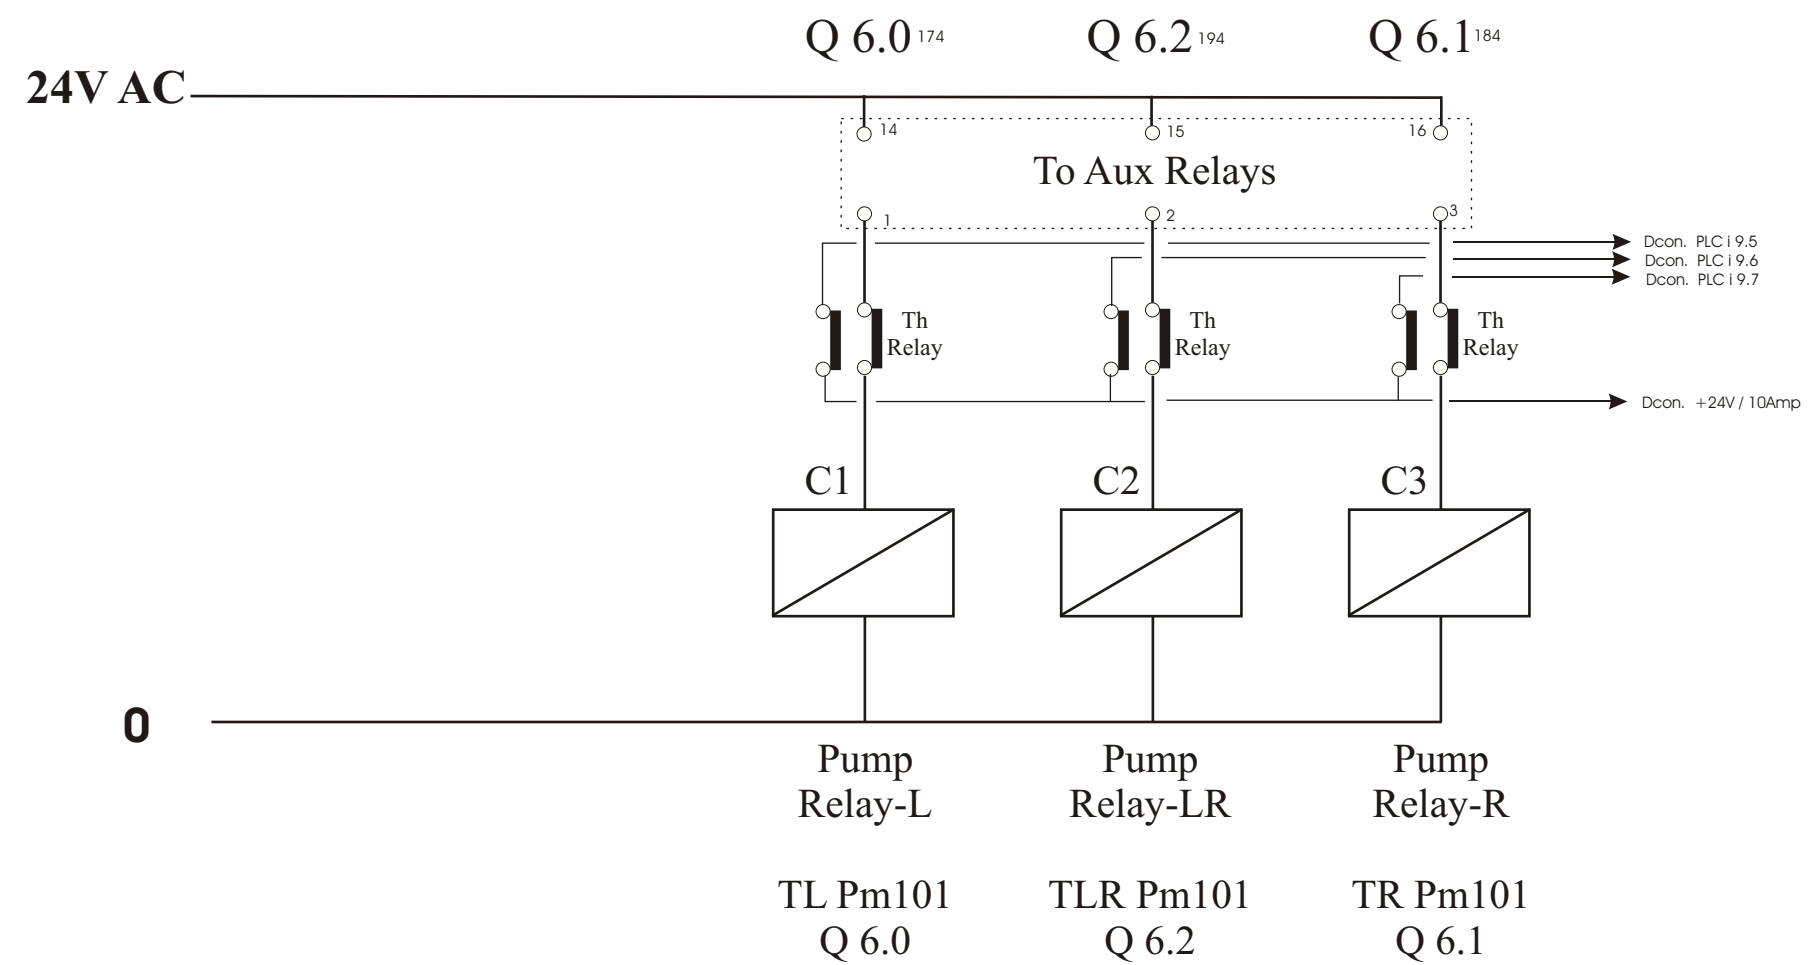 Q 6.0 174
Q 6.2 194
Q 6.1 184
24V AC
14
15
16
To Aux Relays
1
2
3
Dcon. PLC i 9.5
Dcon. PLC i 9.6
Dcon. PLC i 9.7
Th
Relay
Th
Relay
Th
Relay
Dcon. +24V / 10Amp
C1
C2
C3
0
Pump
Relay-L
Pump
Relay-LR
Pump
Relay-R
TL Pm101
Q 6.0
TLR Pm101
Q 6.2
TR Pm101
Q 6.1